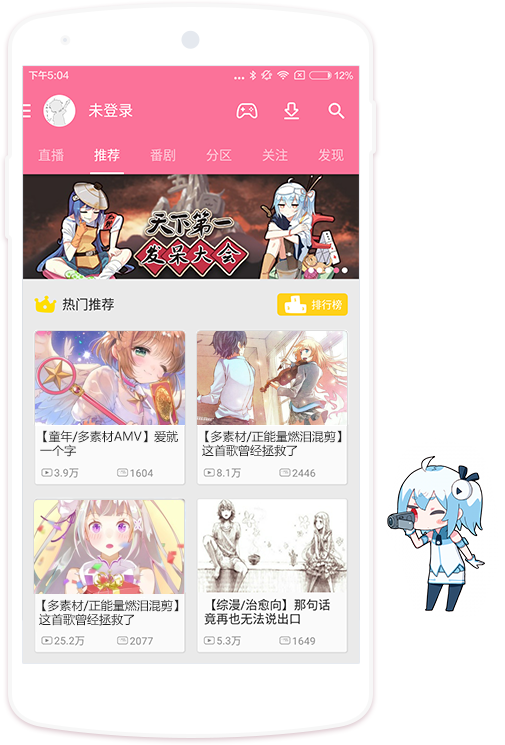 下午5:04
12%
未登录
直播 推荐 番剧 分区 关注 发现
天下第一
发呆大会
热门推荐
排行榜
【童年/多素材AMV】爱就
一个字
3.9万 1604
【多素材/正能量燃泪混剪】
这首歌曾经拯救了
8.1万 2446
【多素材/正能量燃泪混剪】
这首歌曾经拯救了
25.2万 2077
【综漫/治愈向】那句话
竟再也无法说出口
5.3万 1649